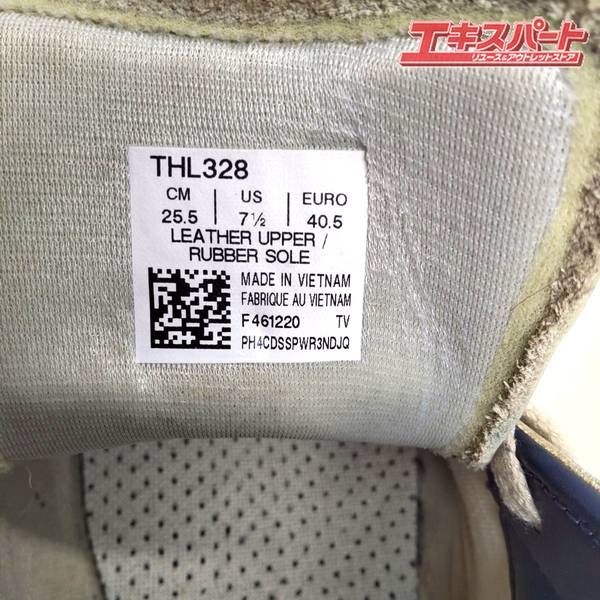 エキスパート
リユース&アウトレットストア
THL328
CM US EURO
25.5 7½ 40.5
LEATHER UPPER /
RUBBER SOLE
MADE IN VIETNAM
FABRIQUE AU VIETNAM
F461220 TV
PH4CDSSPWR3NDJQ